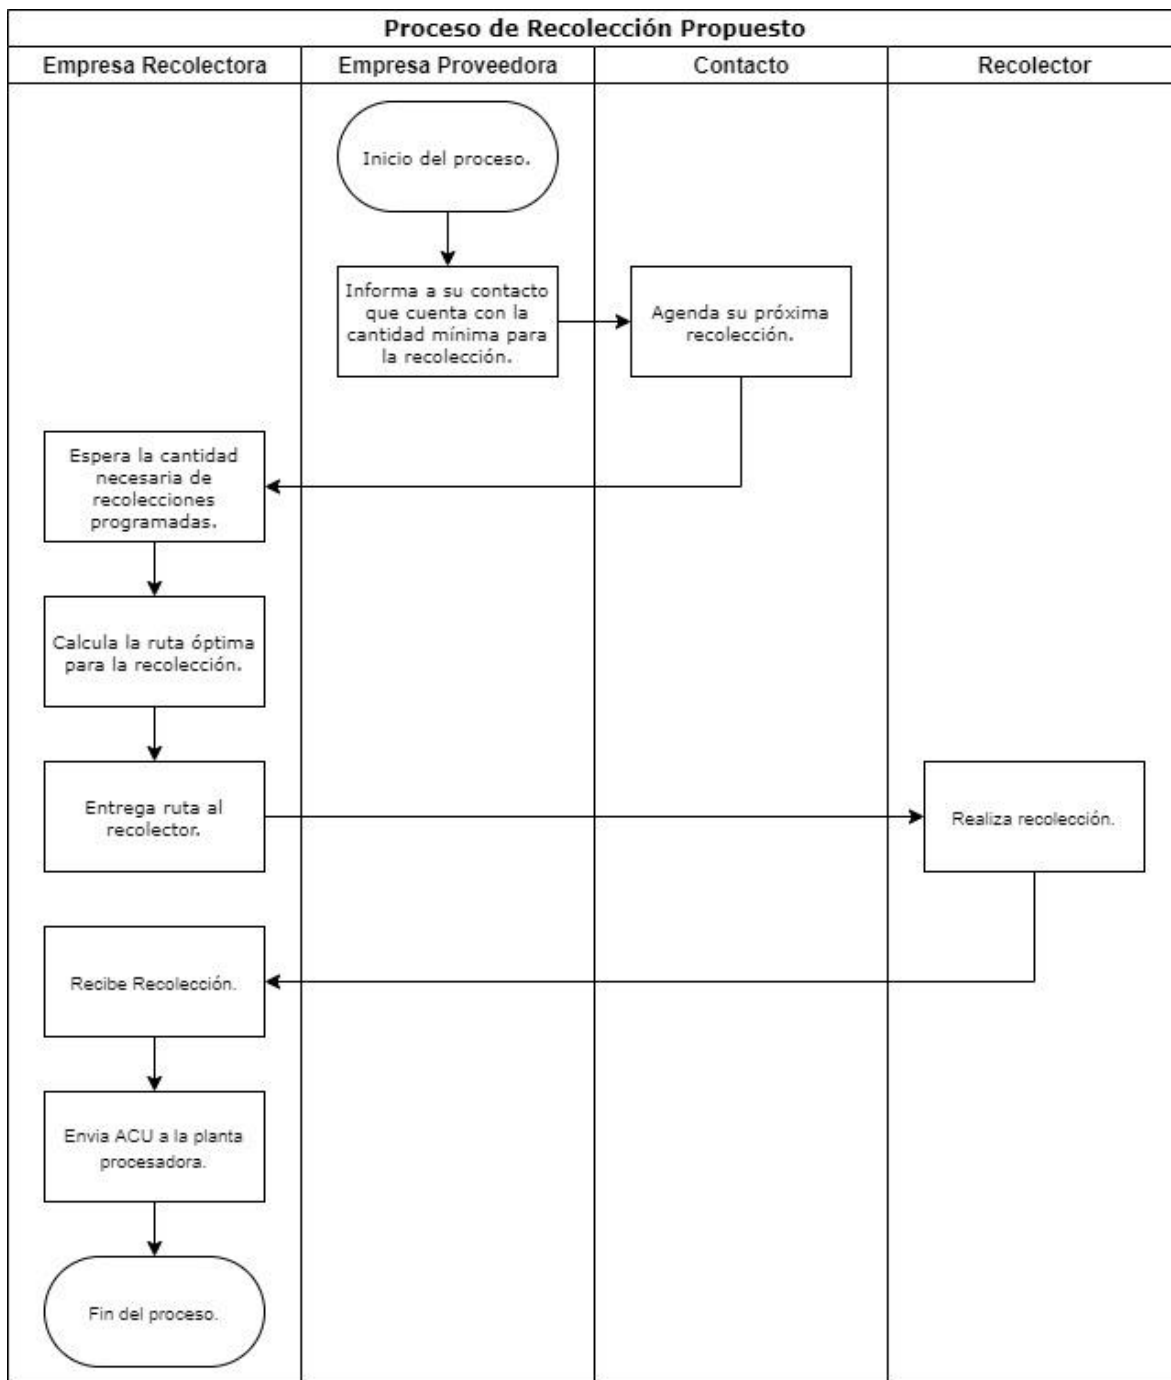 Proceso de Recolección Propuesto
Empresa Recolectora
Empresa Proveedora
Contacto
Recolector
Inicio del proceso.
Informa a su contacto
que cuenta con la
cantidad mínima para
la recolección.
Agenda su próxima
recolección.
Espera la cantidad
necesaria de
recolecciones
programadas.
Calcula la ruta óptima
para la recolección.
Entrega ruta al
recolector.
Realiza recolección.
Recibe Recolección.
Envia ACU a la planta
procesadora.
Fin del proceso.